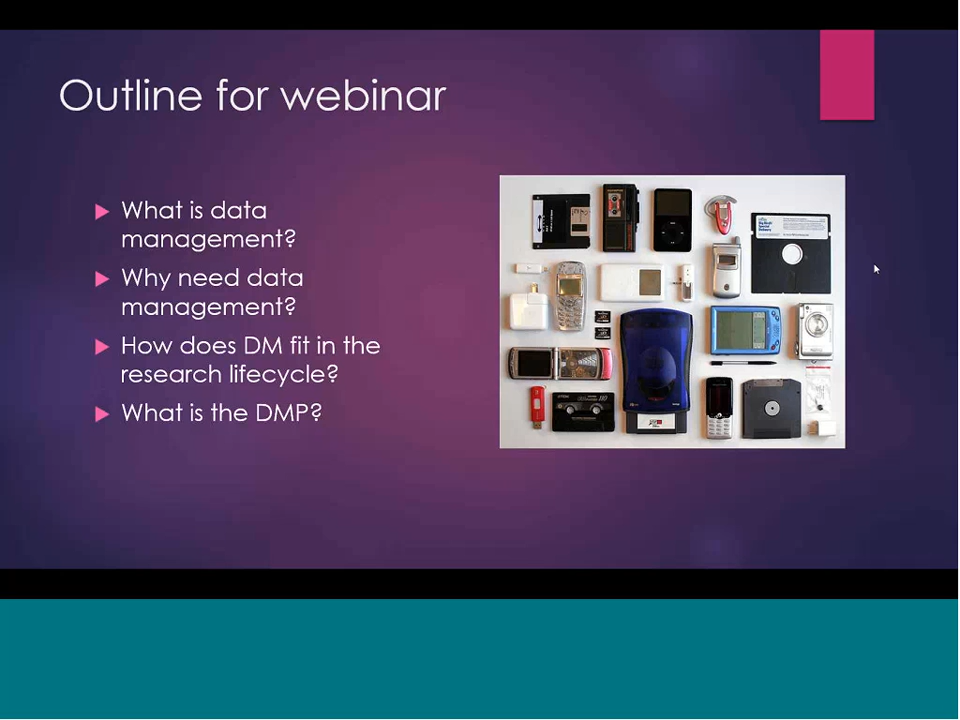 Outline for webinar
What is data
management?
Why need data
management?
How does DM fit in the
research lifecycle?
What is the DMP?